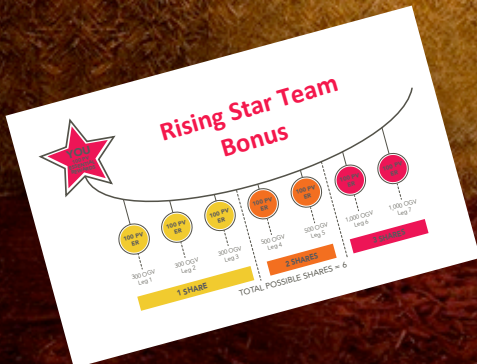 Rising Star Team
Bonus
YOU
100 PV
ER
100 PV
ER
100 PV
ER
100 PV
ER
100 PV
ER
300 OGV
Leg 1
300 OGV
Leg 2
300 OGV
Leg 3
500 OGV
Leg 4
500 OGV
Leg 5
1,000 OGV
Leg 6
1,000 OGV
Leg 7
1 SHARE
2 SHARES
TOTAL POSSIBLE SHARES = 6